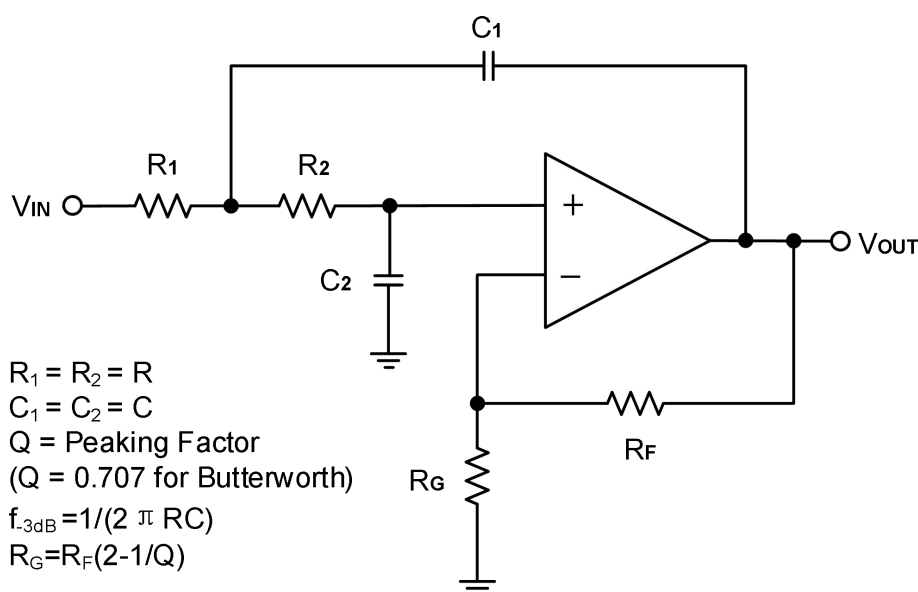 C1
R1
R2
VIN
+
VOUT
−
C2
R1 = R2 = R
C1 = C2 = C
Q = Peaking Factor
(Q = 0.707 for Butterworth)
f-3dB =1/(2 π RC)
RG=RF(2-1/Q)
RG
RF